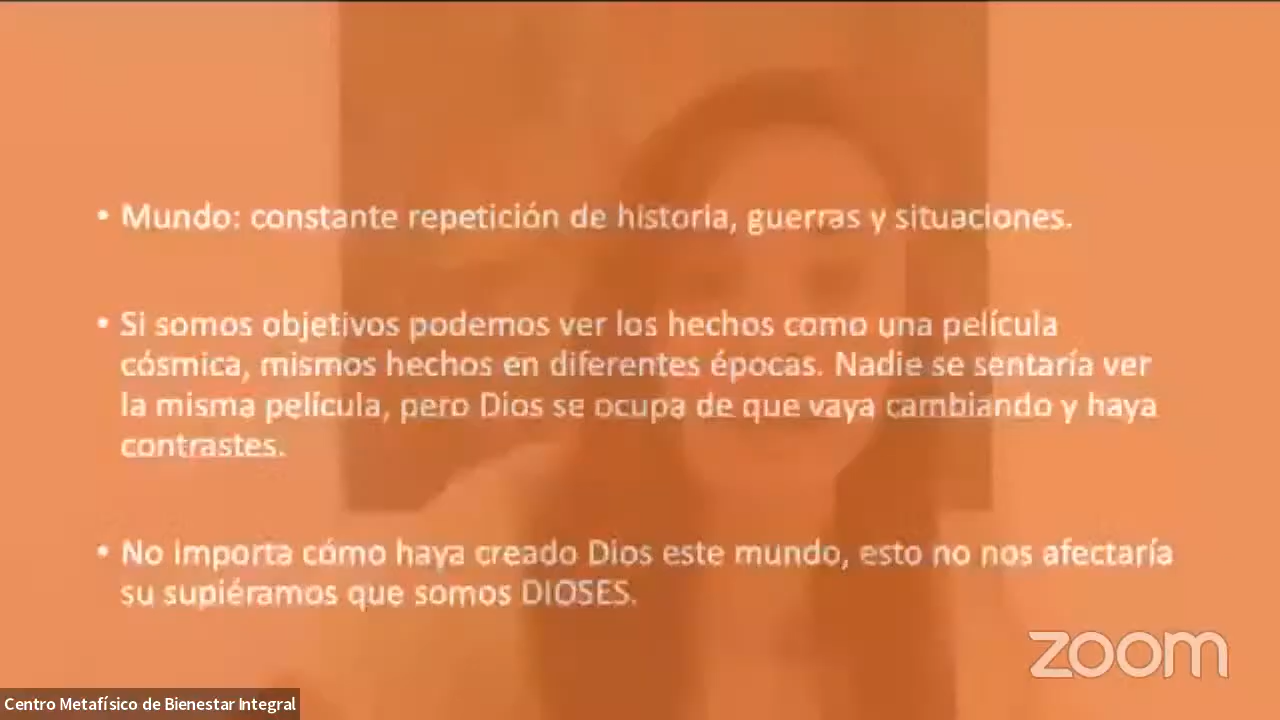 • Mundo: constante repetición de historia, guerras y situaciones.
• Si somos objetivos podemos ver los hechos como una película
cósmica, mismos hechos en diferentes épocas. Nadie se sentaría ver
la misma película, pero Dios se ocupa de que vaya cambiando y haya
contrastes.
• No importa cómo haya creado Dios este mundo, esto no nos afectaría
su supiéramos que somos DIOSES.
zoom
Centro Metafísico de Bienestar Integral